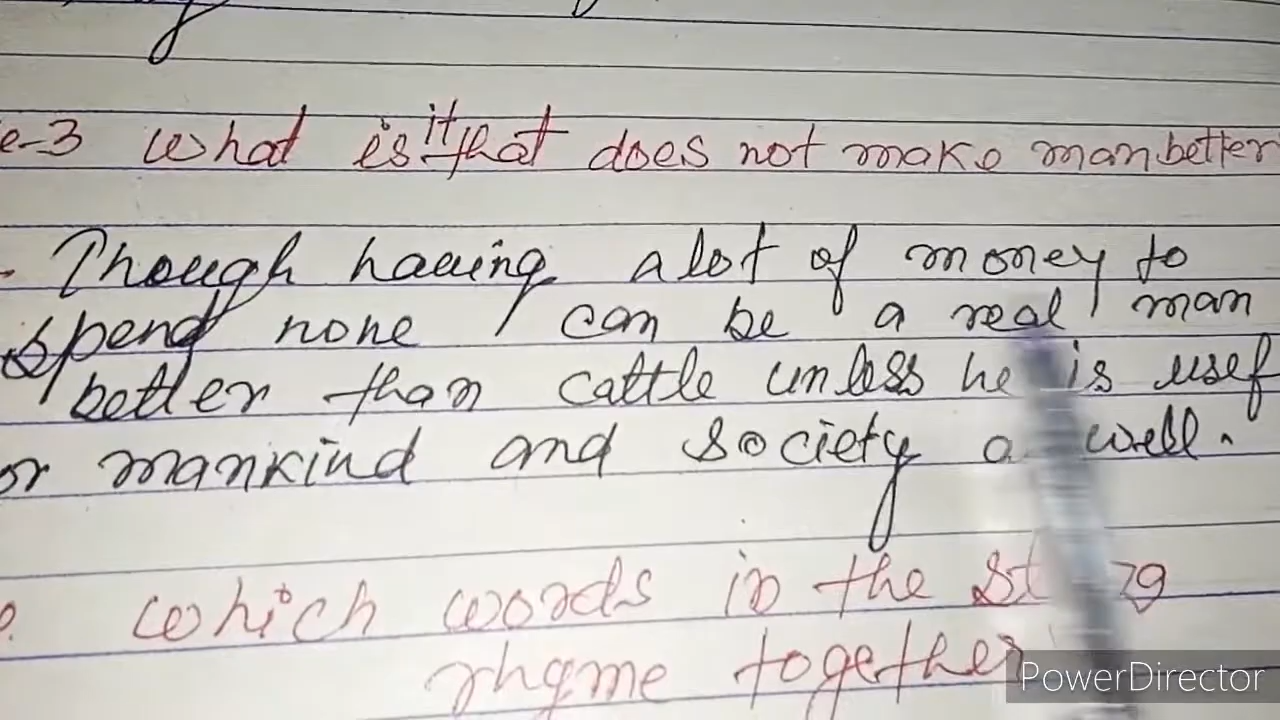 e-3 What is it that does not make man better
Though having a lot of money to
spend none can be a real man
better than cattle unless he is usef
or mankind and society a well.
which words in the
rhyme together
PowerDirector